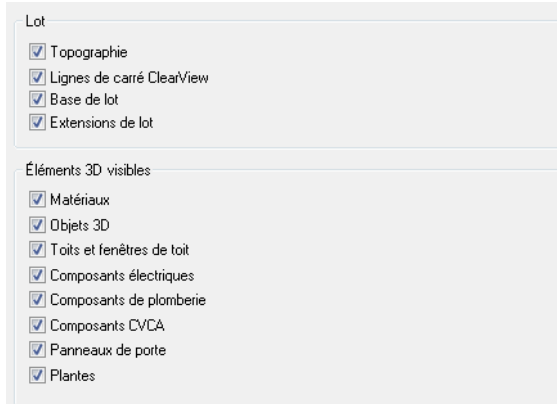 Lot
Topographie
Lignes de carré ClearView
Base de lot
Extensions de lot
Éléments 3D visibles
Matériaux
Objets 3D
Toits et fenêtres de toit
Composants électriques
Composants de plomberie
Composants CVCA
Panneaux de porte
Plantes